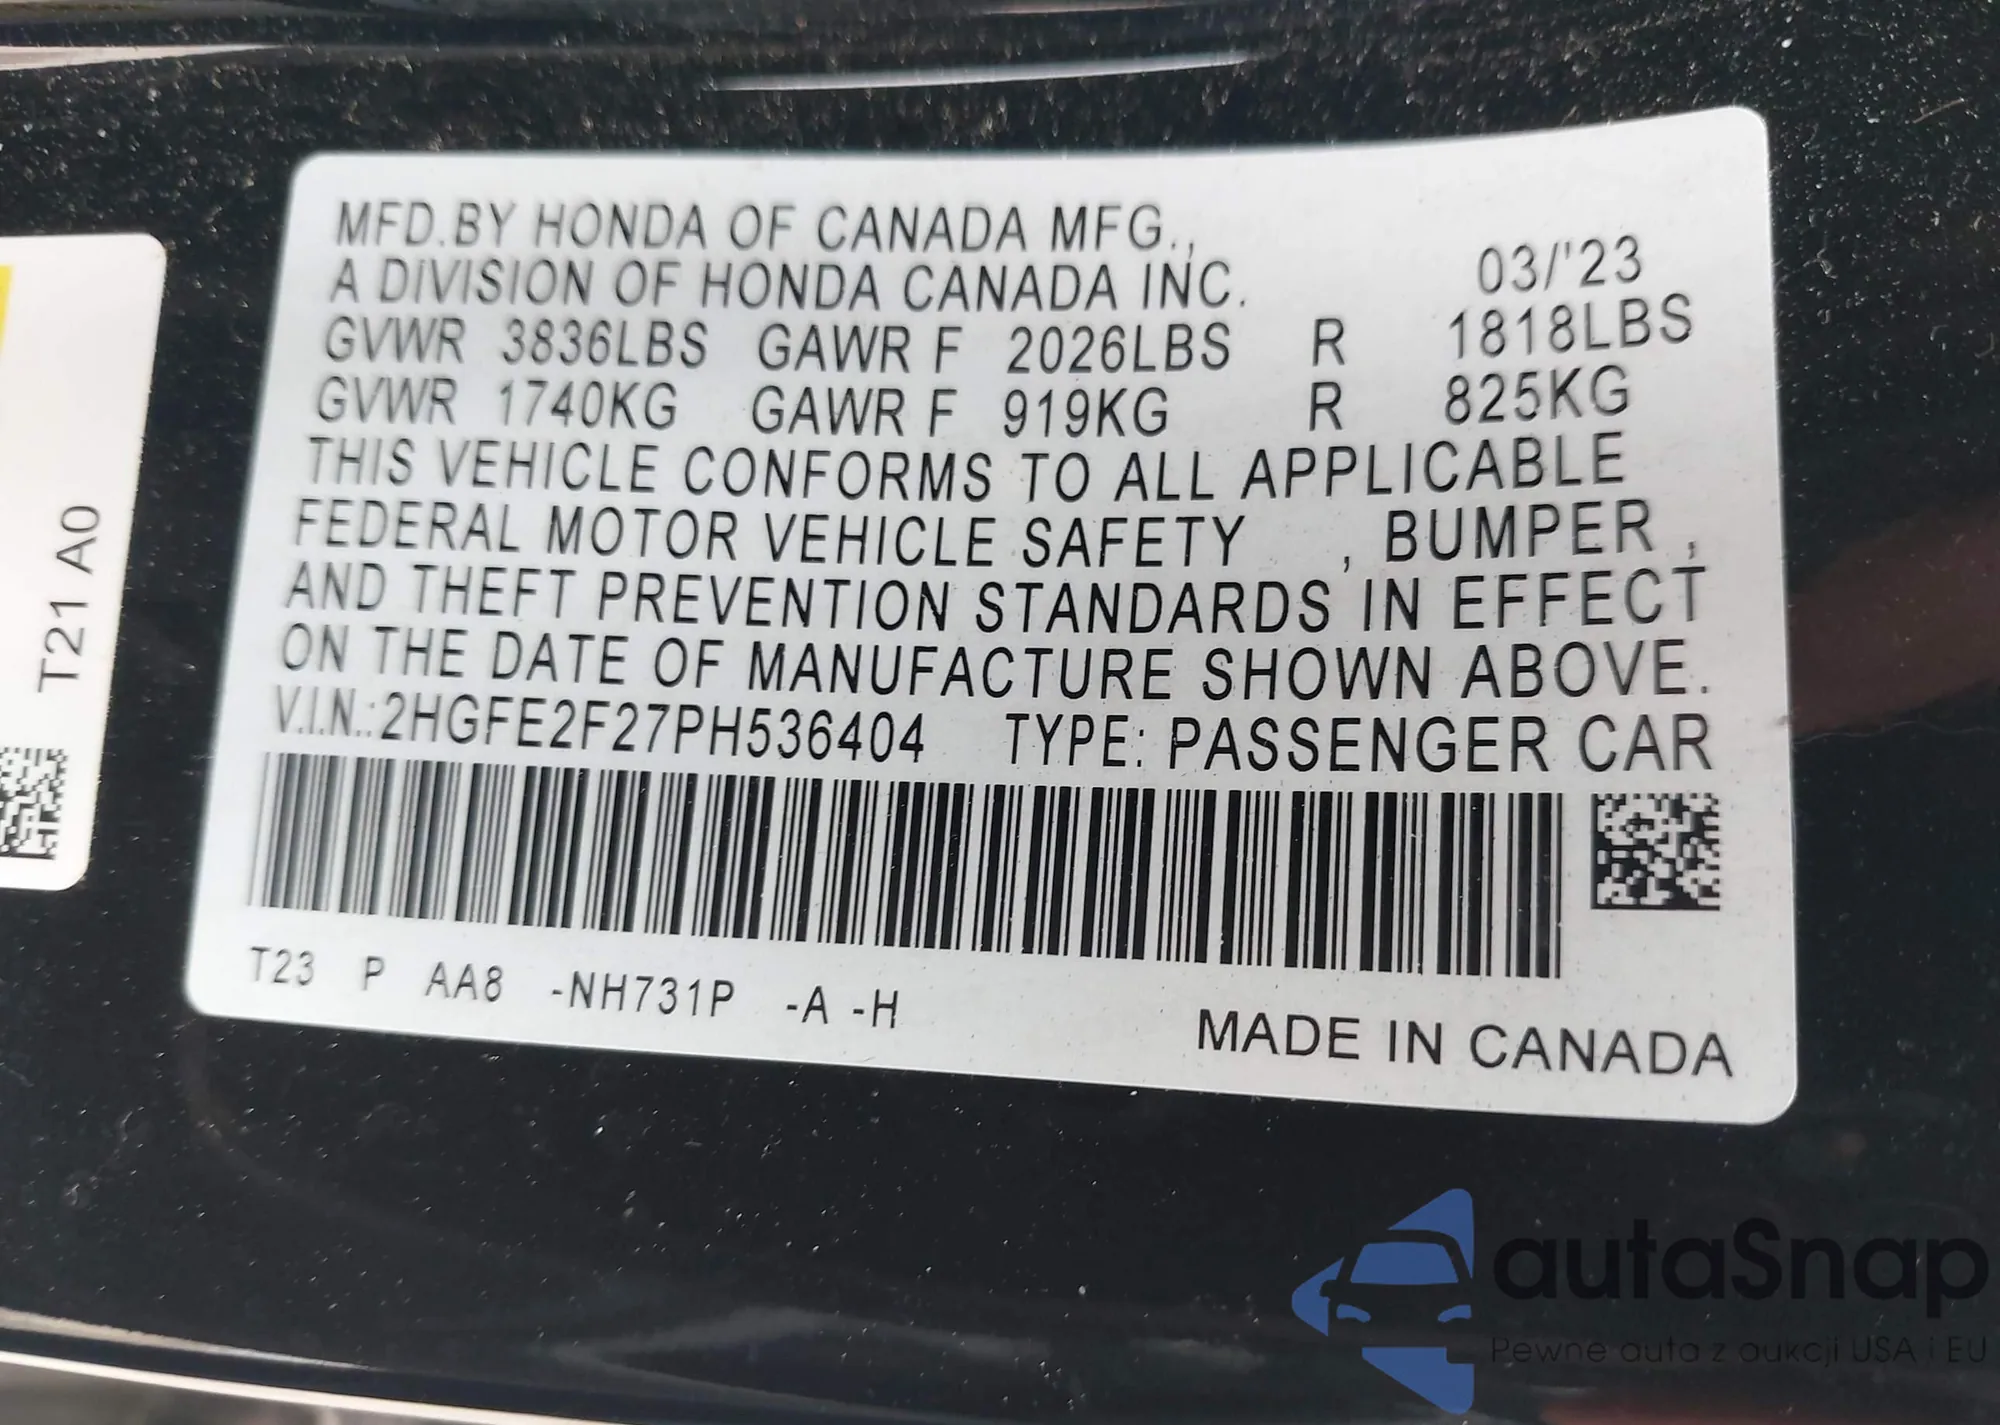 MFD.BY HONDA OF CANADA MFG.,
A DIVISION OF HONDA CANADA INC. 03/'23
GVWR 3836LBS GAWR F 2026LBS R 1818LBS
GVWR 1740KG GAWR F 919KG R 825KG
THIS VEHICLE CONFORMS TO ALL APPLICABLE
FEDERAL MOTOR VEHICLE SAFETY , BUMPER ,
AND THEFT PREVENTION STANDARDS IN EFFECT
ON THE DATE OF MANUFACTURE SHOWN ABOVE.
V.I.N.:2HGFE2F27PH536404 TYPE: PASSENGER CAR
T23 P AA8 -NH731P -A -H
MADE IN CANADA
T21 A0
autaSnap
Pewne auta z aukcji USA i EU